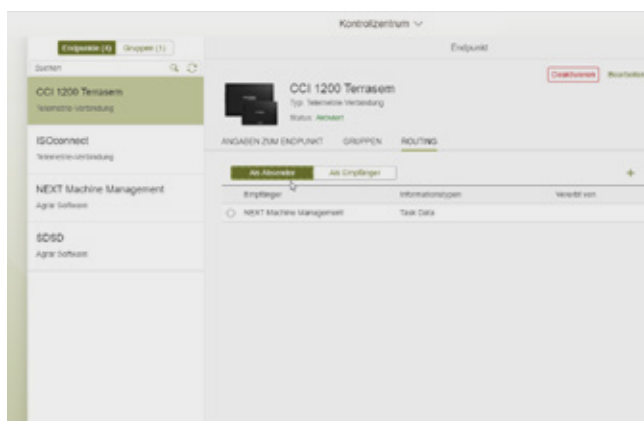 Kontrollzentrum
Endpunkte (4) Gruppen (1)
Endpunkt
Suchen
Deaktivieren Bearbeiten
CCI 1200 Terrasem
Telemetrie-Verbindung
CCI 1200 Terrasem
Typ: Telemetrie-Verbindung
Status: Aktiviert
ISOconnect
Telemetrie-Verbindung
ANGABEN ZUM ENDPUNKT GRUPPEN ROUTING
Als Absender Als Empfänger
NEXT Machine Management
Agrar Software
Empfänger Informationstypen Vererbt von
NEXT Machine Management Task Data
SDSD
Agrar Software